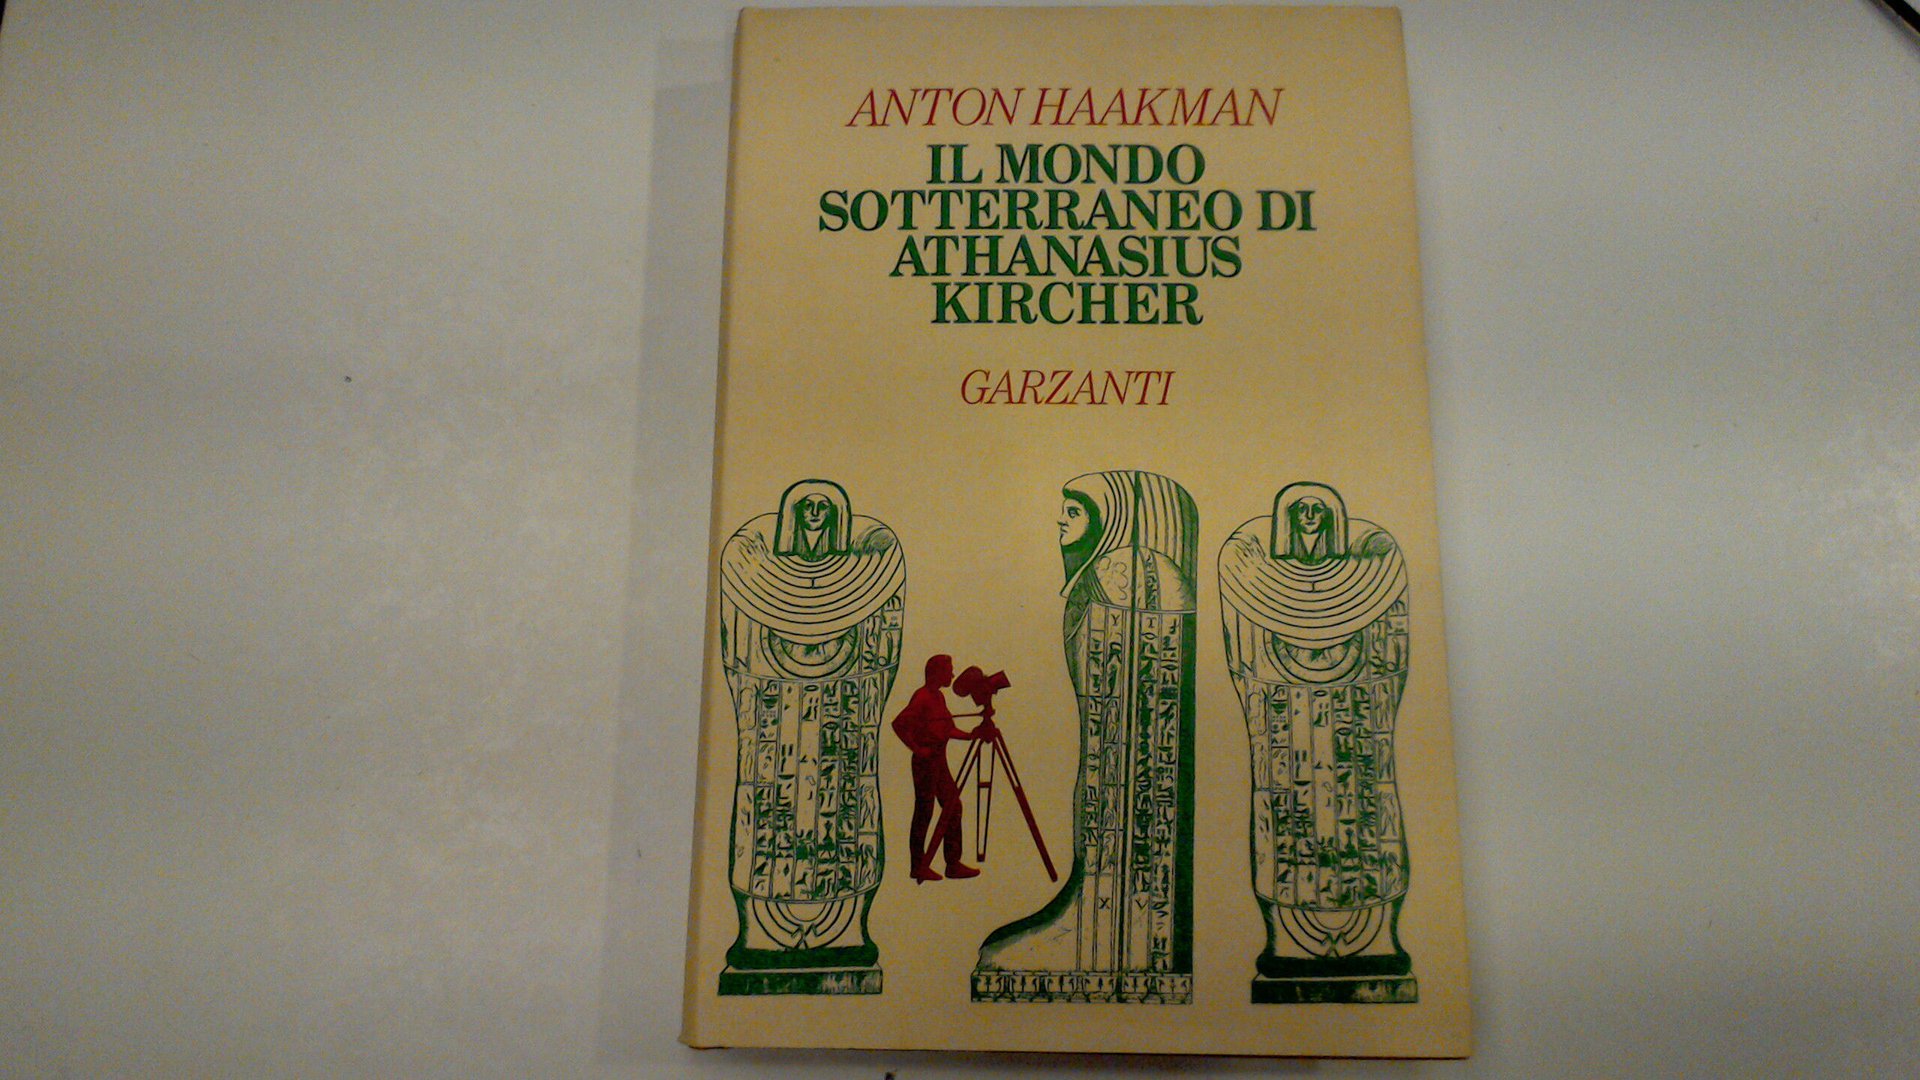 ANTON HAAKMAN
IL MONDO
SOTTERRANEO DI
ATHANASIUS
KIRCHER
GARZANTI